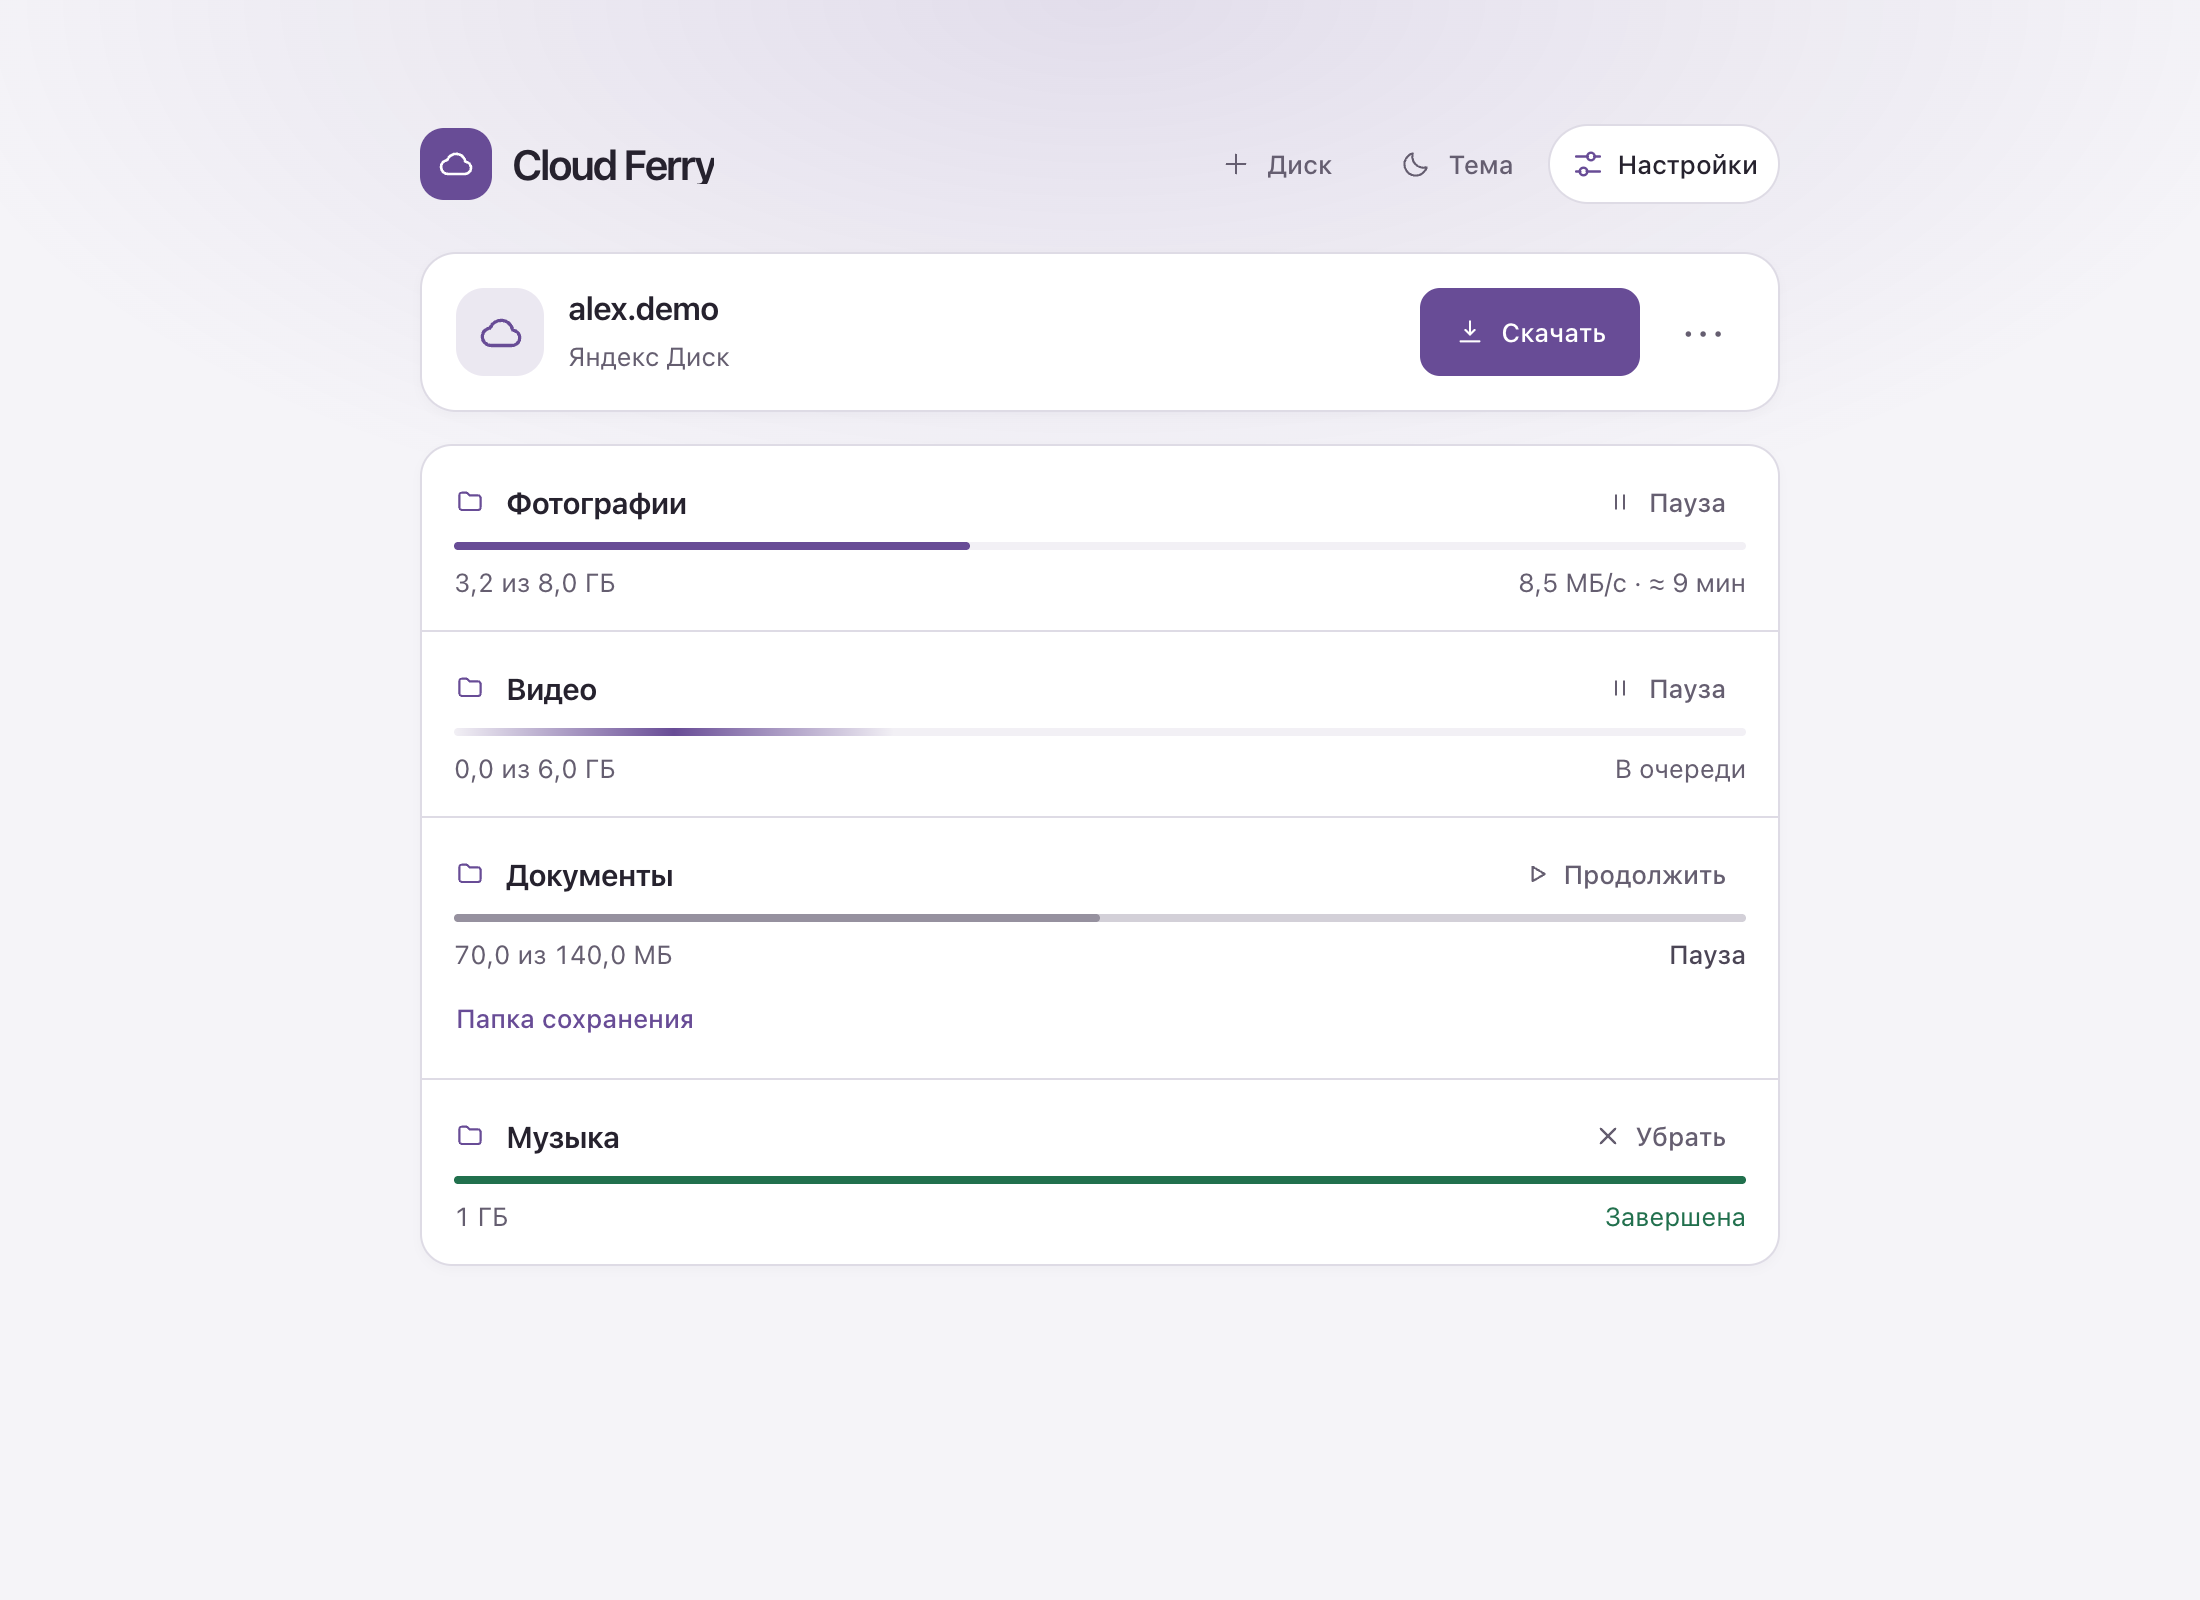 Cloud Ferry
Диск
Тема
Настройки
alex.demo
Яндекс Диск
Скачать
Фотографии
Пауза
3,2 из 8,0 ГБ
8,5 МБ/с · ≈ 9 мин
Видео
Пауза
0,0 из 6,0 ГБ
В очереди
Документы
Продолжить
70,0 из 140,0 МБ
Пауза
Папка сохранения
Музыка
Убрать
1 ГБ
Завершена